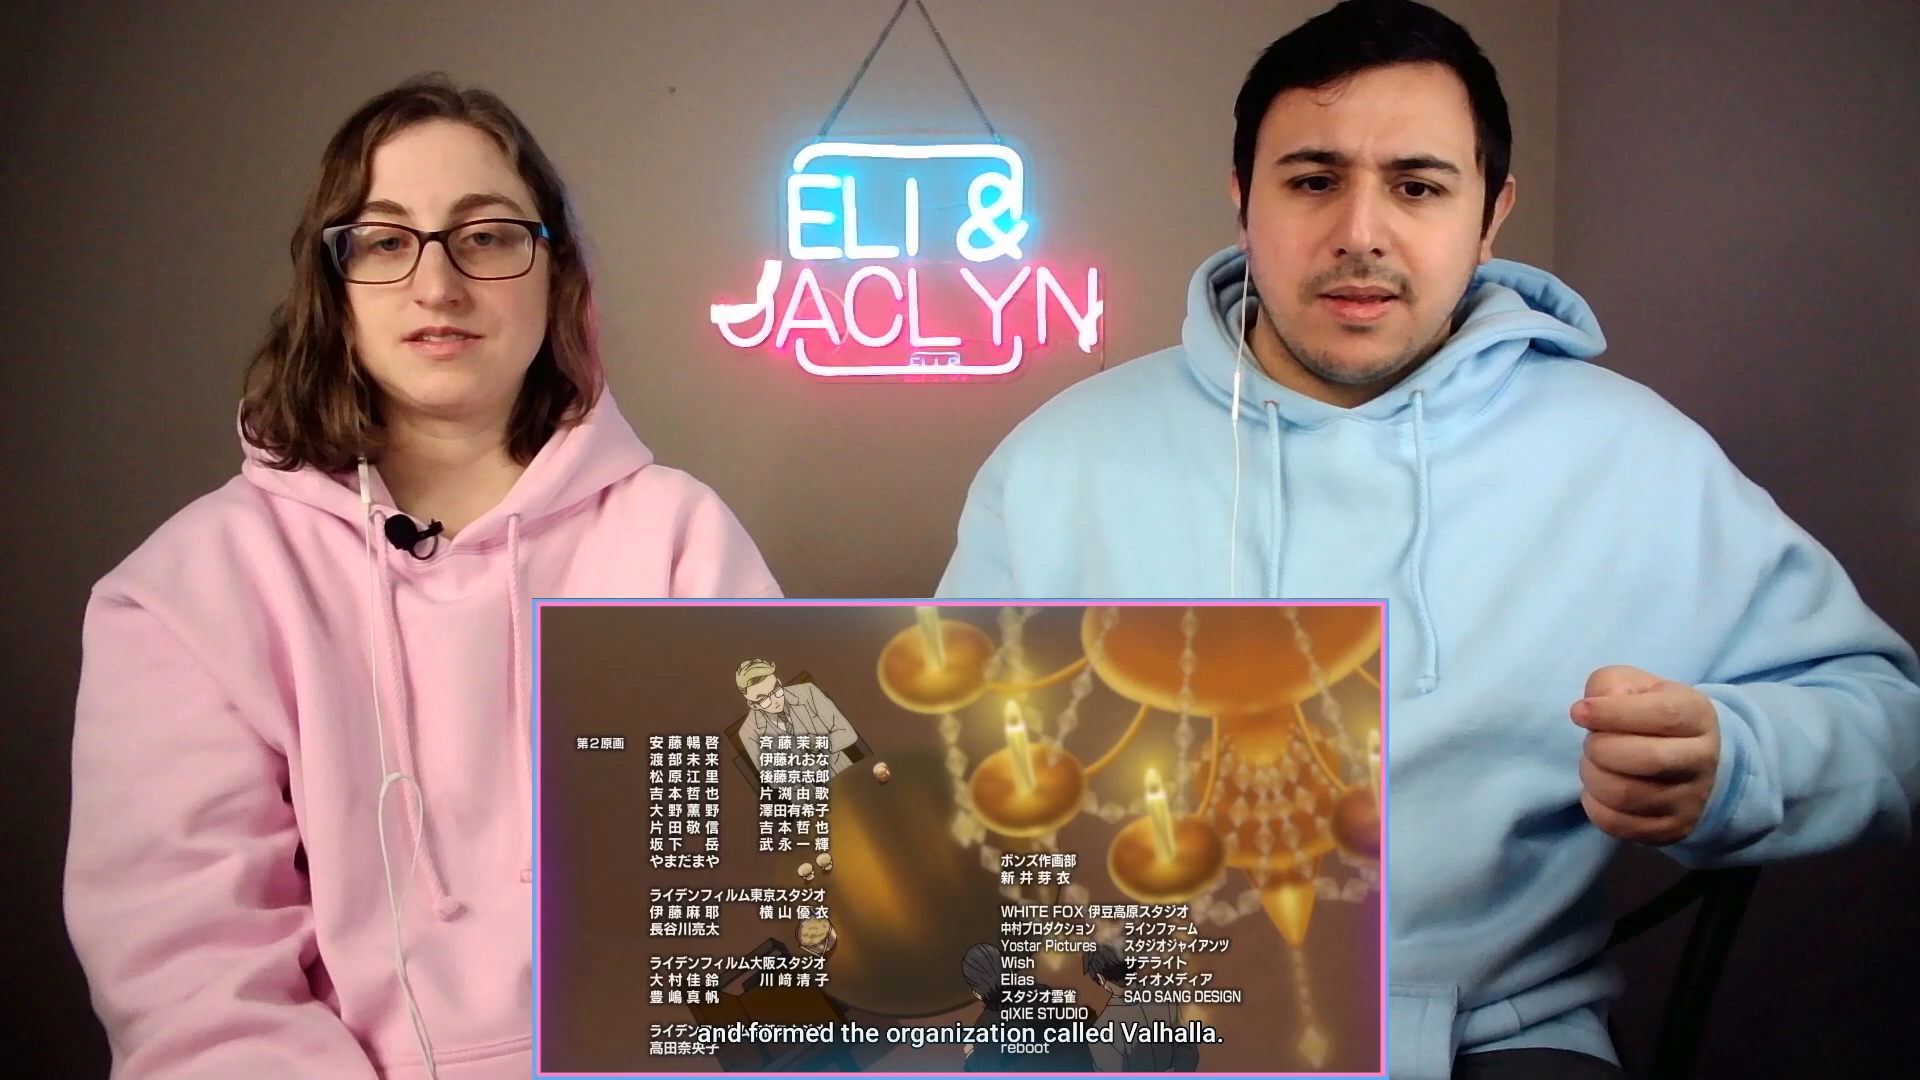 ELI &
JACLYN
ELI &
第2原画
安藤暢啓 斉藤茉莉
渡部未来 伊藤れおな
松原江里 後藤京志郎
吉本哲也 片渕由歌
大野薫野 澤田有希子
片田敬信 吉本哲也
坂下 岳 武永一輝
やまだまや
ライデンフィルム東京スタジオ
伊藤麻耶 横山優衣
長谷川亮太
ライデンフィルム大阪スタジオ
大村佳鈴 川﨑清子
豊嶋真帆
高田奈央子
ボンズ作画部
新井芽衣
WHITE FOX 伊豆高原スタジオ
中村プロダクション ラインファーム
Yostar Pictures スタジオジャイアンツ
Wish サテライト
Elias ディオメディア
スタジオ雲雀 SAO SANG DESIGN
qIXIE STUDIO
reboot
and formed the organization called Valhalla.